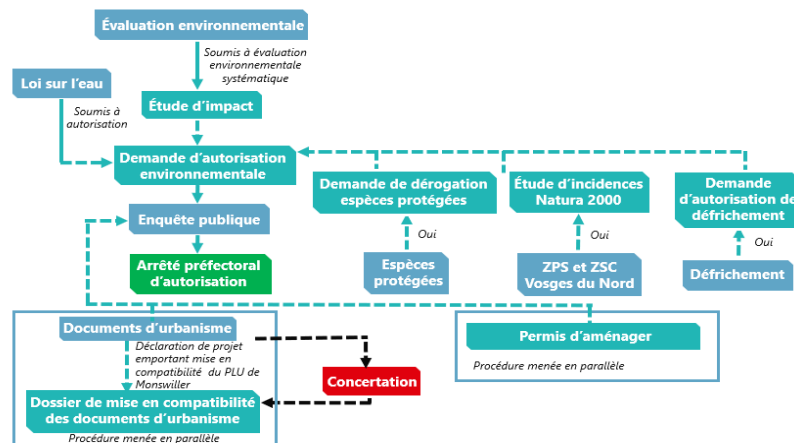 Évaluation environnementale
Soumis à évaluation
environnementale
systématique
Loi sur l'eau
Soumis à
autorisation
Étude d'impact
Demande d'autorisation
environnementale
Demande de dérogation
espèces protégées
Étude d'incidences
Natura 2000
Demande
d'autorisation de
défrichement
Enquête publique
Oui
Oui
Oui
Arrêté préfectoral
d'autorisation
Espèces
protégées
ZPS et ZSC
Vosges du Nord
Défrichement
Documents d'urbanisme
Déclaration de projet
emportant mise en
compatibilité du PLU de
Monswiller
Concertation
Dossier de mise en compatibilité
des documents d'urbanisme
Procédure menée en parallèle
Permis d'aménager
Procédure menée en parallèle